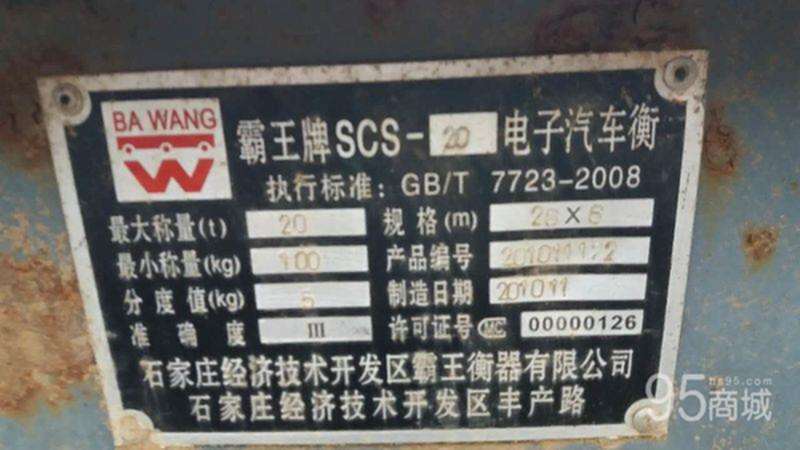 BA WANG
霸王牌SCS-20 电子汽车衡
执行标准：GB/T 7723-2008
最大称量(t) 20 规格(m)
最小称量(kg) 100 产品编号
分度值(kg) 5 制造日期 201011
准确度 III 许可证号 MC 00000126
石家庄经济技术开发区霸王衡器有限公司
石家庄经济技术开发区丰产路
95商城